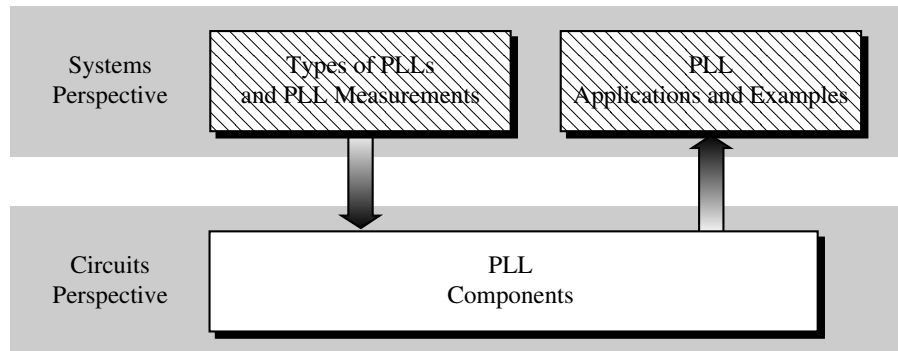 Systems
Perspective
Types of PLLs
and PLL Measurements
PLL
Applications and Examples
Circuits
Perspective
PLL
Components